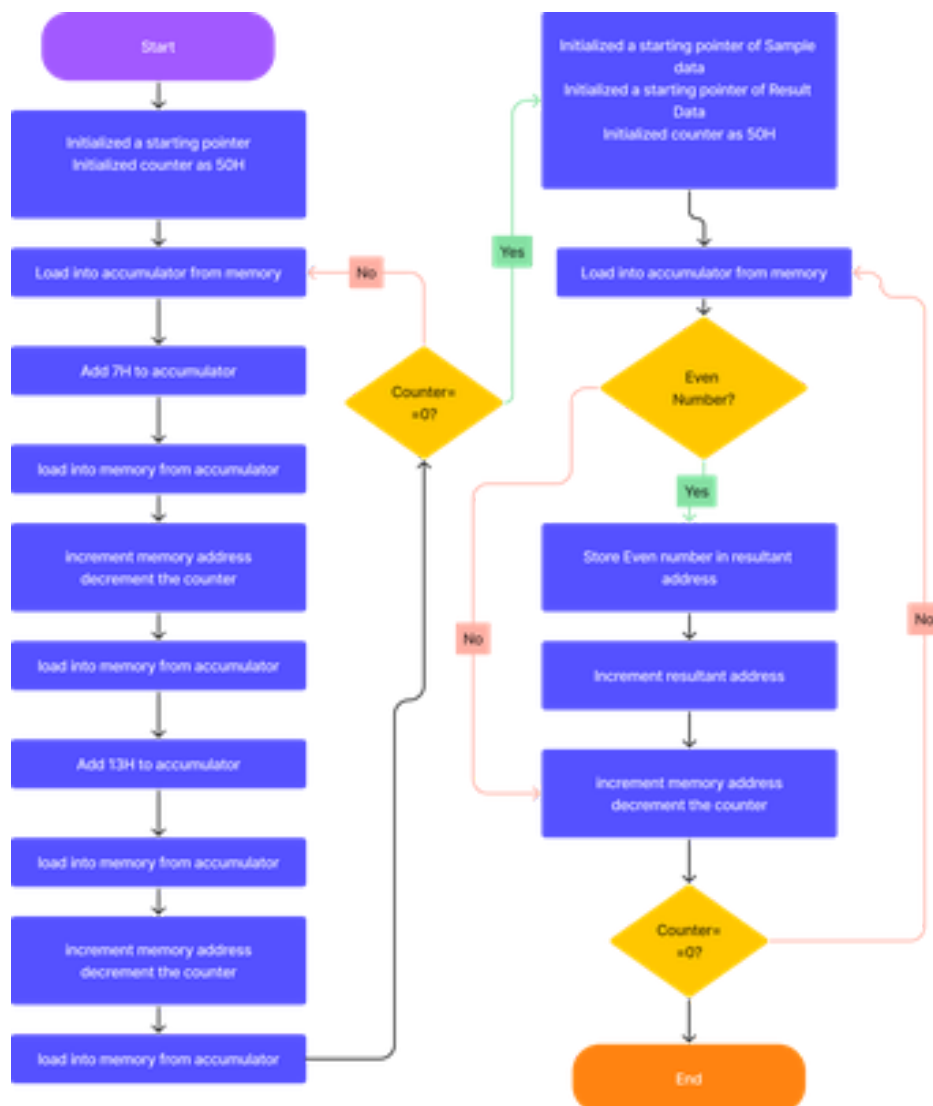 Start
Initialized a starting pointer
Initialized counter as 50H
Load into accumulator from memory
Add 7H to accumulator
load into memory from accumulator
increment memory address
decrement the counter
load into memory from accumulator
Add 13H to accumulator
load into memory from accumulator
increment memory address
decrement the counter
load into memory from accumulator
Counter=
=0?
No
Yes
Initialized a starting pointer of Sample
data
Initialized a starting pointer of Result
Data
Initialized counter as 50H
Load into accumulator from memory
Even
Number?
Yes
No
Store Even number in resultant
address
Increment resultant address
increment memory address
decrement the counter
Counter=
=0?
No
End